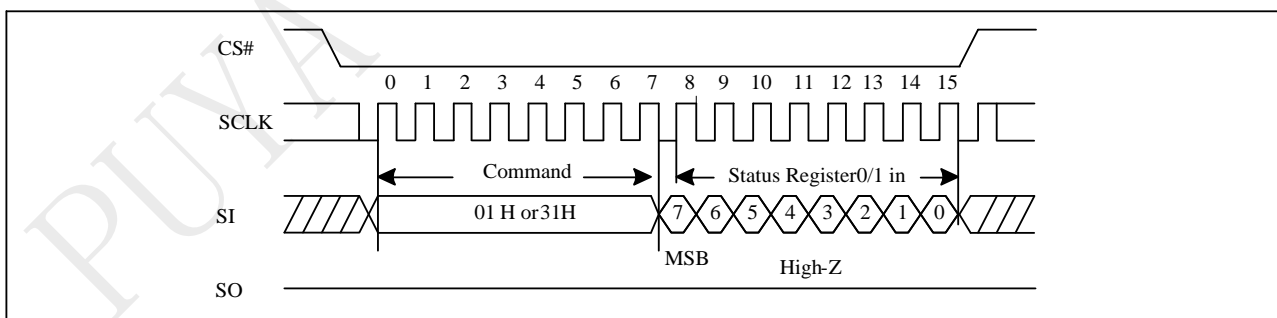 CS#
0 1 2 3 4 5 6 7 8 9 10 11 12 13 14 15
SCLK
Command
Status Register0/1 in
SI
01 H or31H
7 6 5 4 3 2 1 0
MSB
High-Z
SO
PUYA